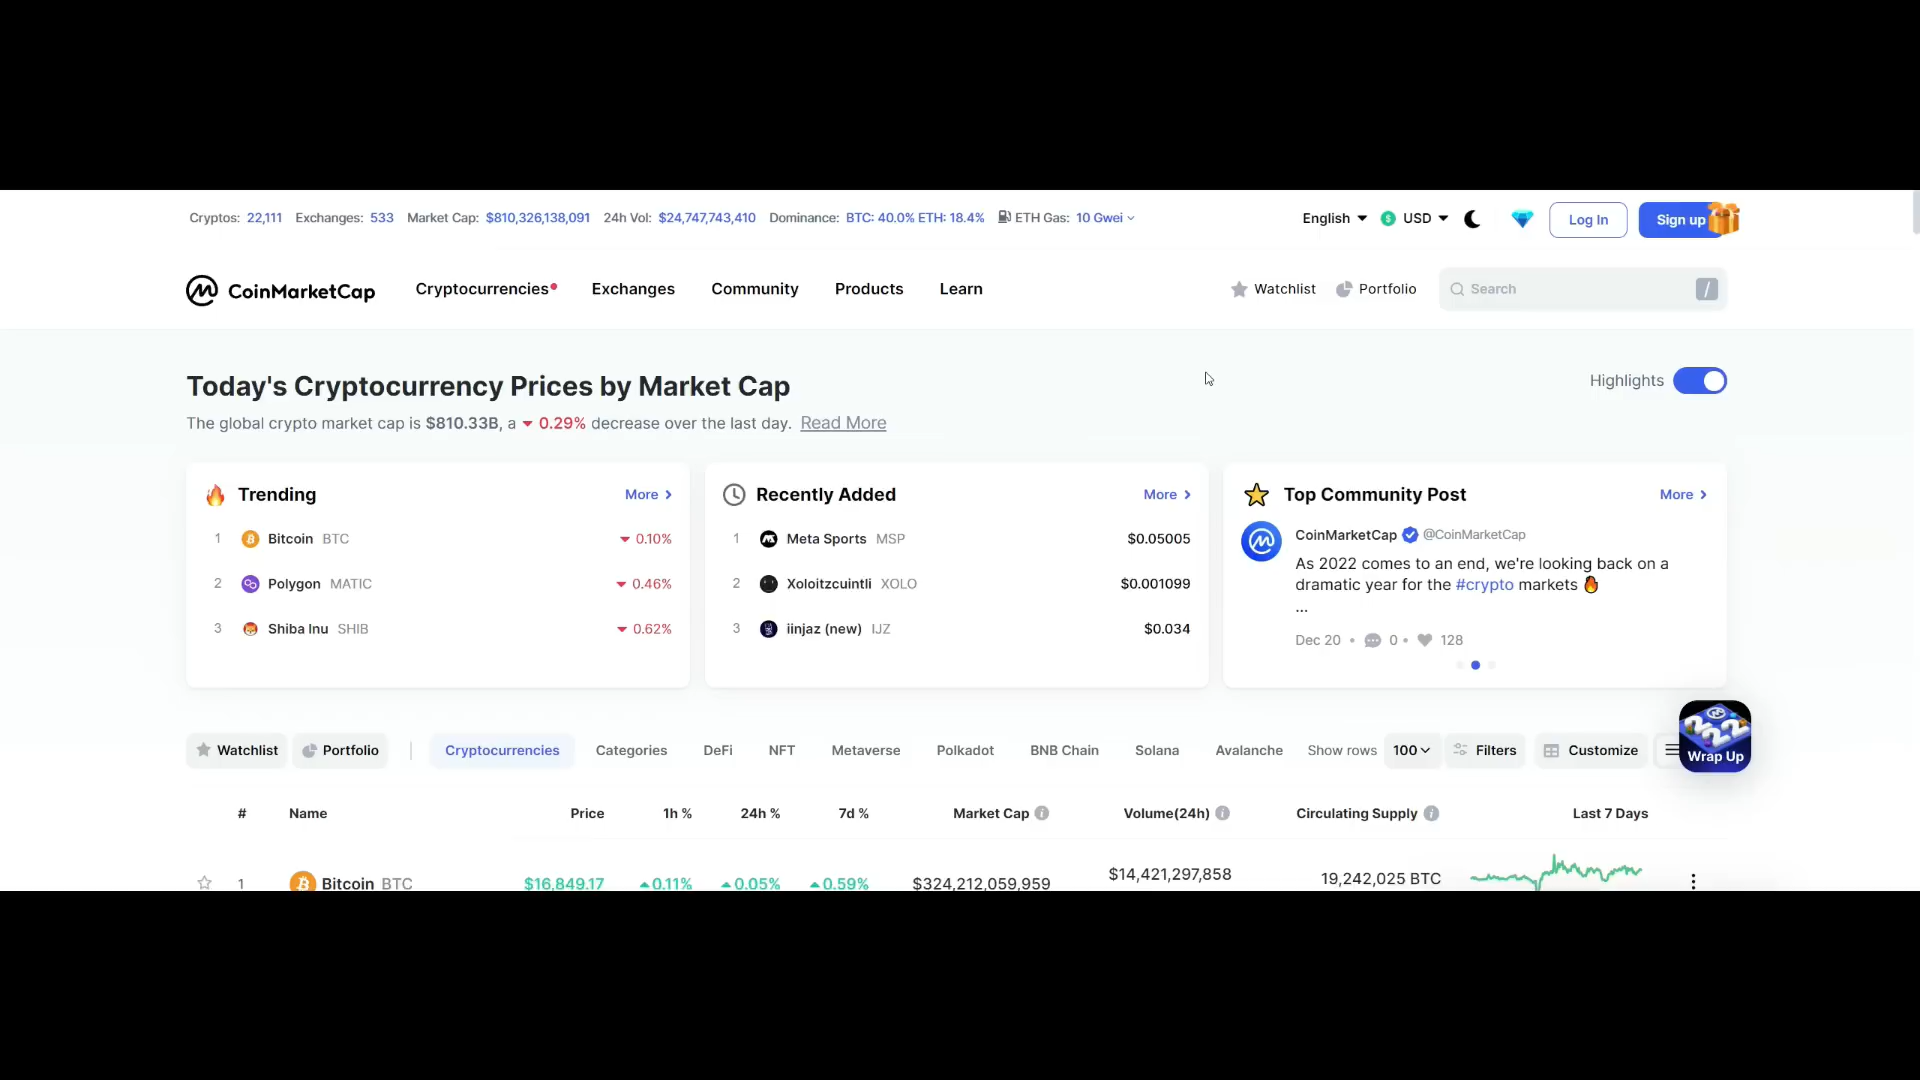 Cryptos: 22,111 Exchanges: 533 Market Cap: $810,326,138,091 24h Vol: $24,747,743,410 Dominance: BTC: 40.0% ETH: 18.4% ETH Gas: 10 Gwei English USD Log In Sign up
CoinMarketCap Cryptocurrencies Exchanges Community Products Learn Watchlist Portfolio Search /
Today's Cryptocurrency Prices by Market Cap Highlights
The global crypto market cap is $810.33B, a 0.29% decrease over the last day. Read More
Trending More
1 Bitcoin BTC 0.10%
2 Polygon MATIC 0.46%
3 Shiba Inu SHIB 0.62%
Recently Added More
1 Meta Sports MSP $0.05005
2 Xoloitzcuintli XOLO $0.001099
3 iinjaz (new) IJZ $0.034
Top Community Post More
CoinMarketCap @CoinMarketCap
As 2022 comes to an end, we're looking back on a
dramatic year for the #crypto markets
...
Dec 20 • 0 • 128
Watchlist Portfolio Cryptocurrencies Categories DeFi NFT Metaverse Polkadot BNB Chain Solana Avalanche Show rows 100 Filters Customize
2022
Wrap Up
# Name Price 1h % 24h % 7d % Market Cap Volume(24h) Circulating Supply Last 7 Days
1 Bitcoin BTC $16,849.17 0.11% 0.05% 0.59% $324,212,059,959 $14,421,297,858 19,242,025 BTC